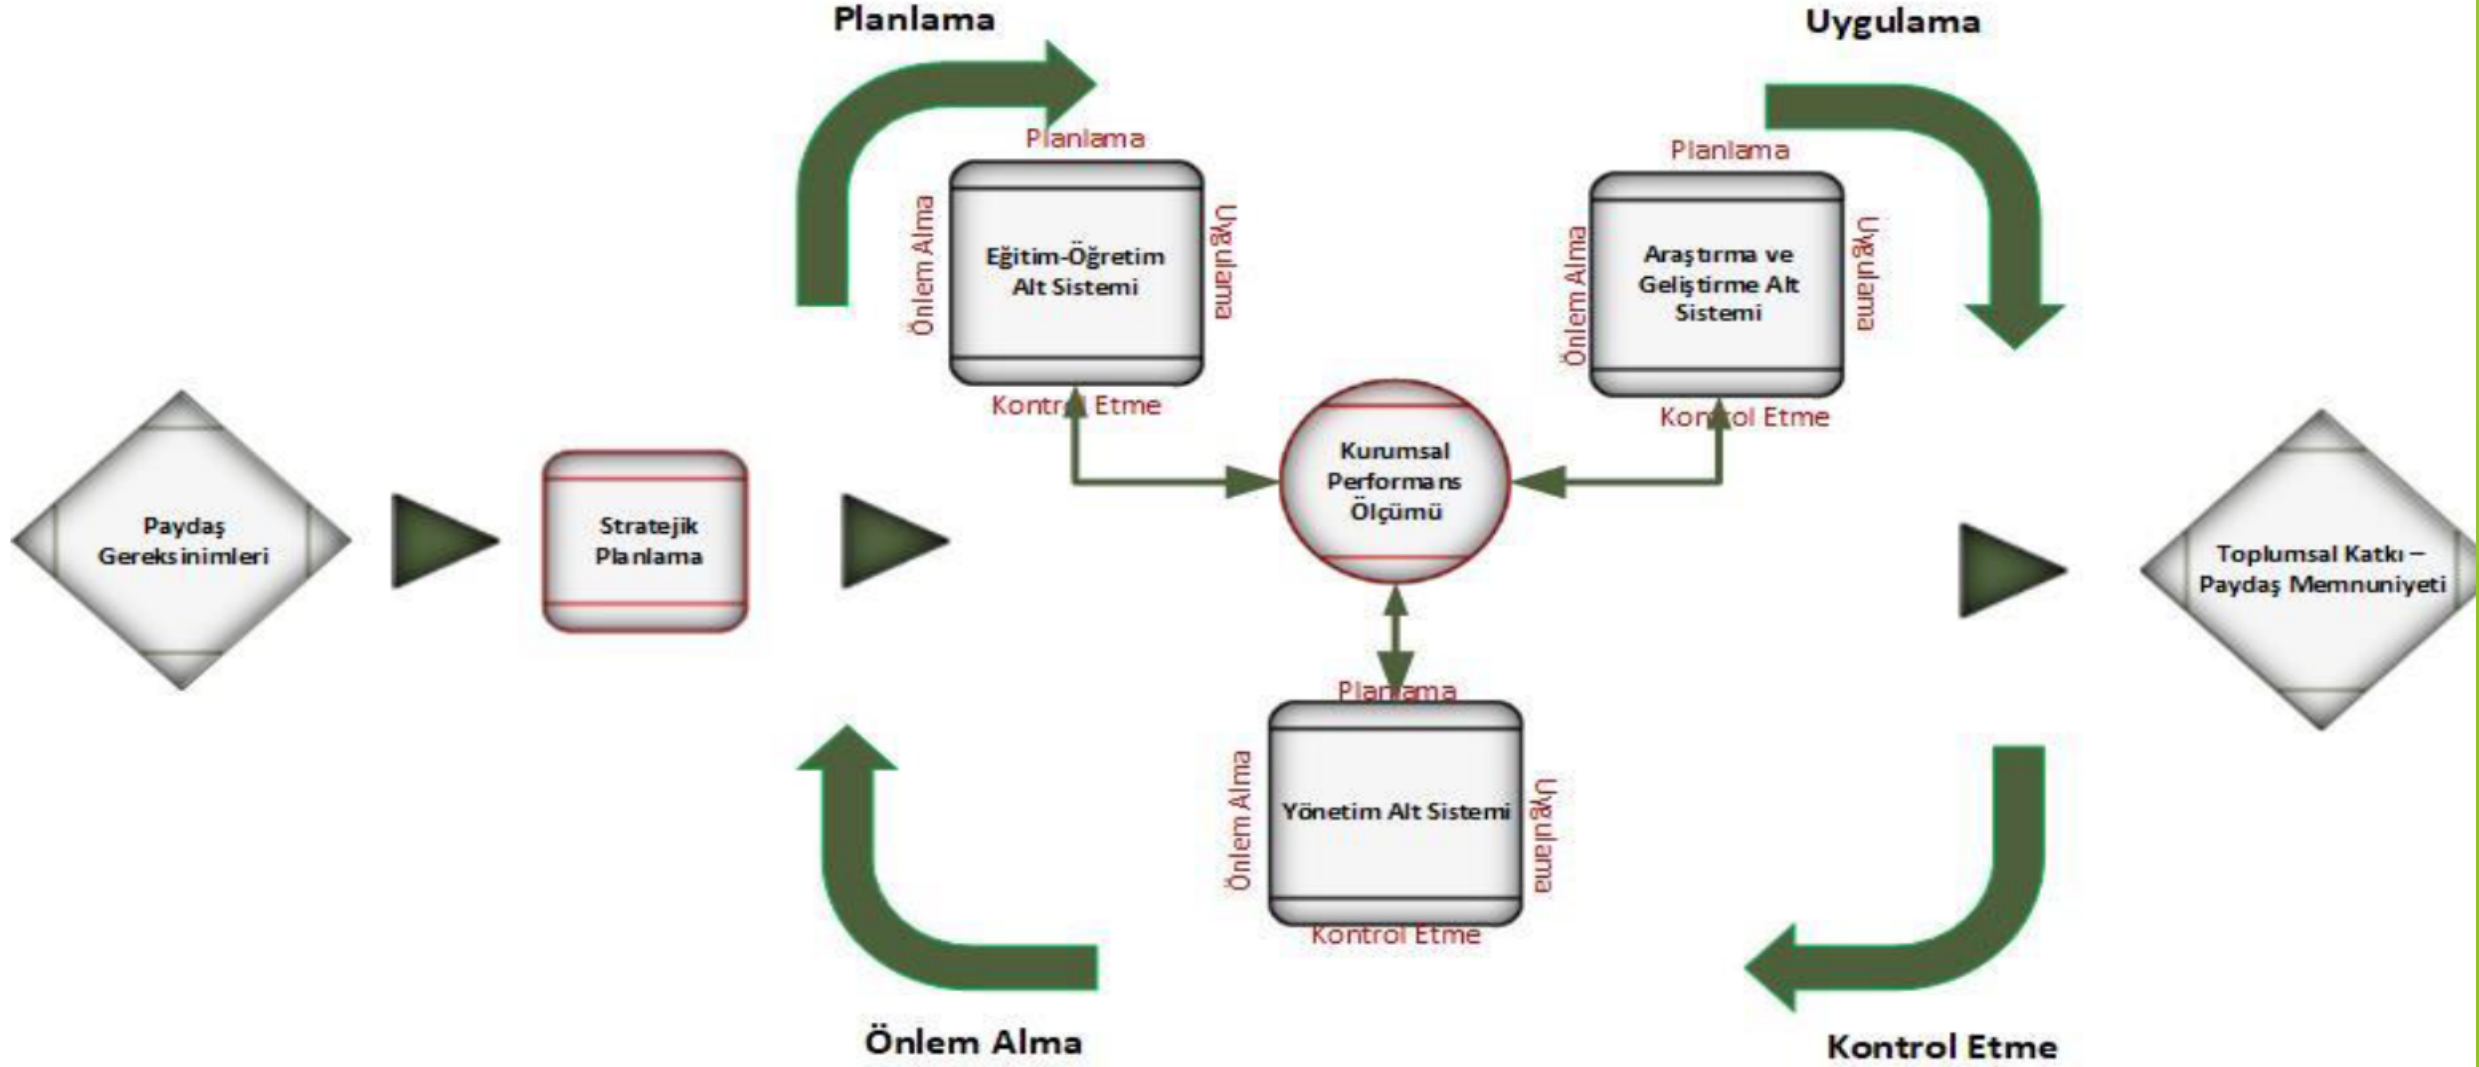 Planlama
Uygulama
Planlama
Önlem Alma
Eğitim-Öğretim
Alt Sistemi
Uygulama
Kontrol Etme
Planlama
Önlem Alma
Araştırma ve
Geliştirme Alt
Sistemi
Uygulama
Kontrol Etme
Paydaş
Gereksinimleri
Stratejik
Planlama
Kurumsal
Performans
Ölçümü
Toplumsal Katkı –
Paydaş Memnuniyeti
Planlama
Önlem Alma
Yönetim Alt Sistemi
Uygulama
Kontrol Etme
Önlem Alma
Kontrol Etme